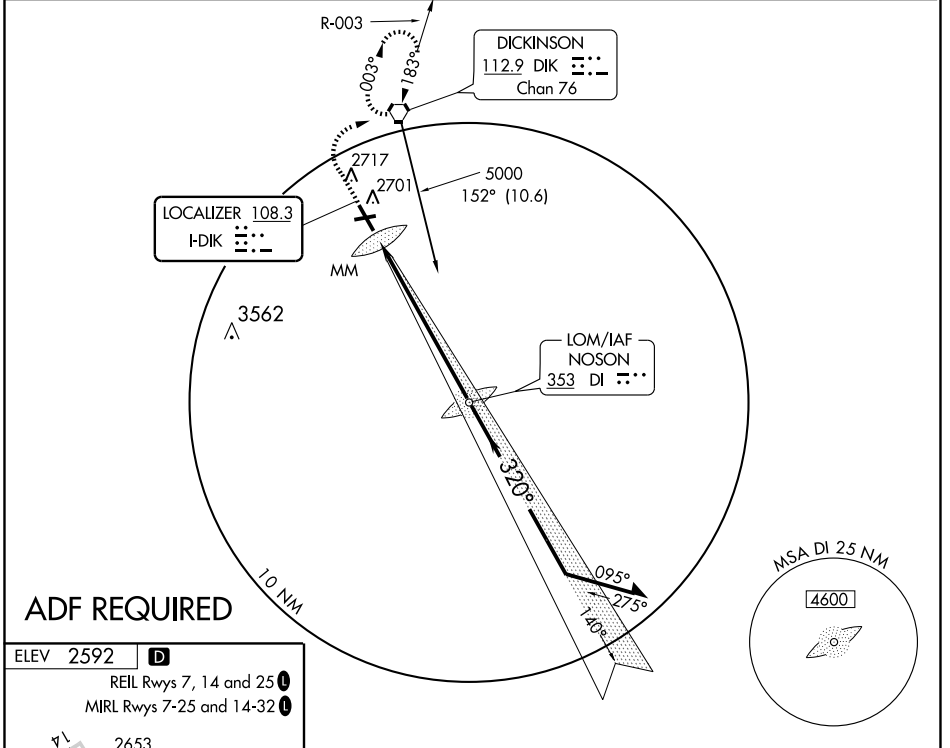 R-003
003°
183°
DICKINSON
112.9 DIK
Chan 76
2717
2701
5000
152° (10.6)
LOCALIZER 108.3
I-DIK
MM
3562
LOM/IAF
NOSON
353 DI
320°
095°
275°
140°
10 NM
MSA DI 25 NM
4600
ADF REQUIRED
ELEV 2592 D
REIL Rwys 7, 14 and 25 L
MIRL Rwys 7-25 and 14-32 L
14
2653